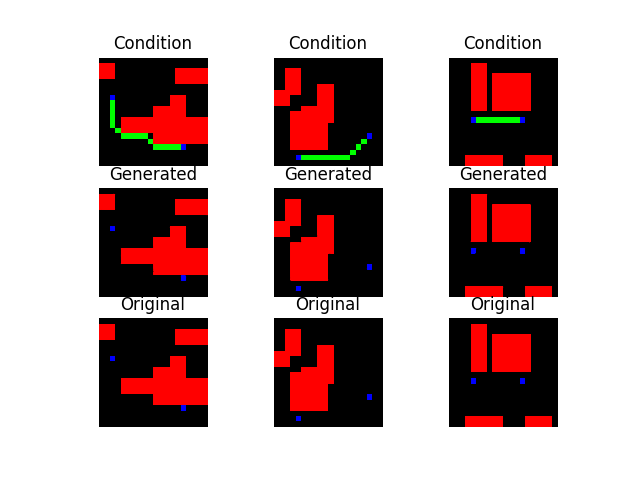 Condition Condition Condition
Generated Generated Generated
Original Original Original